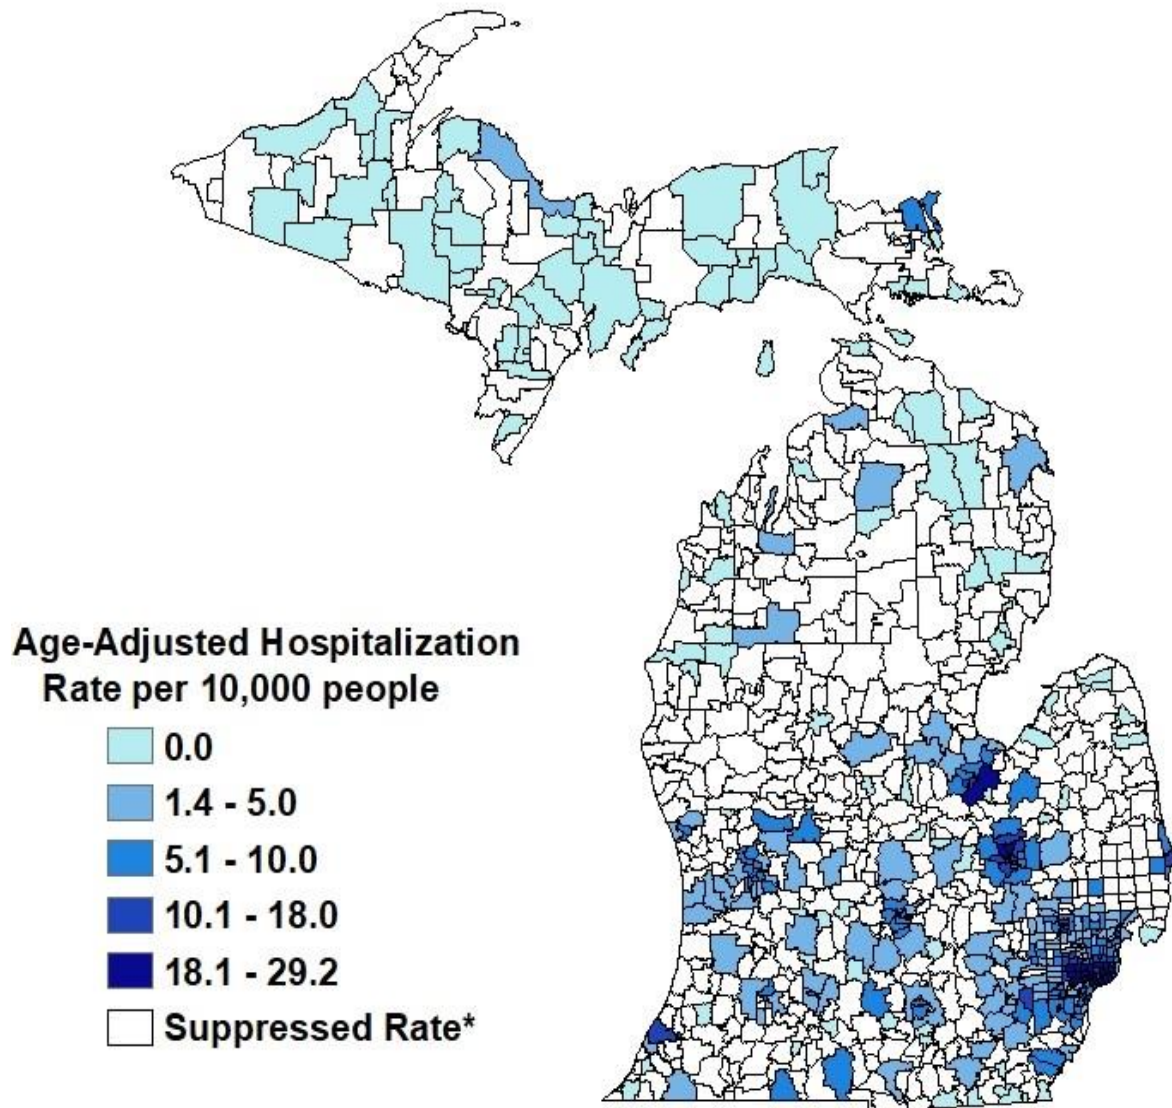 Age-Adjusted Hospitalization
Rate per 10,000 people
0.0
1.4 - 5.0
5.1 - 10.0
10.1 - 18.0
18.1 - 29.2
Suppressed Rate*